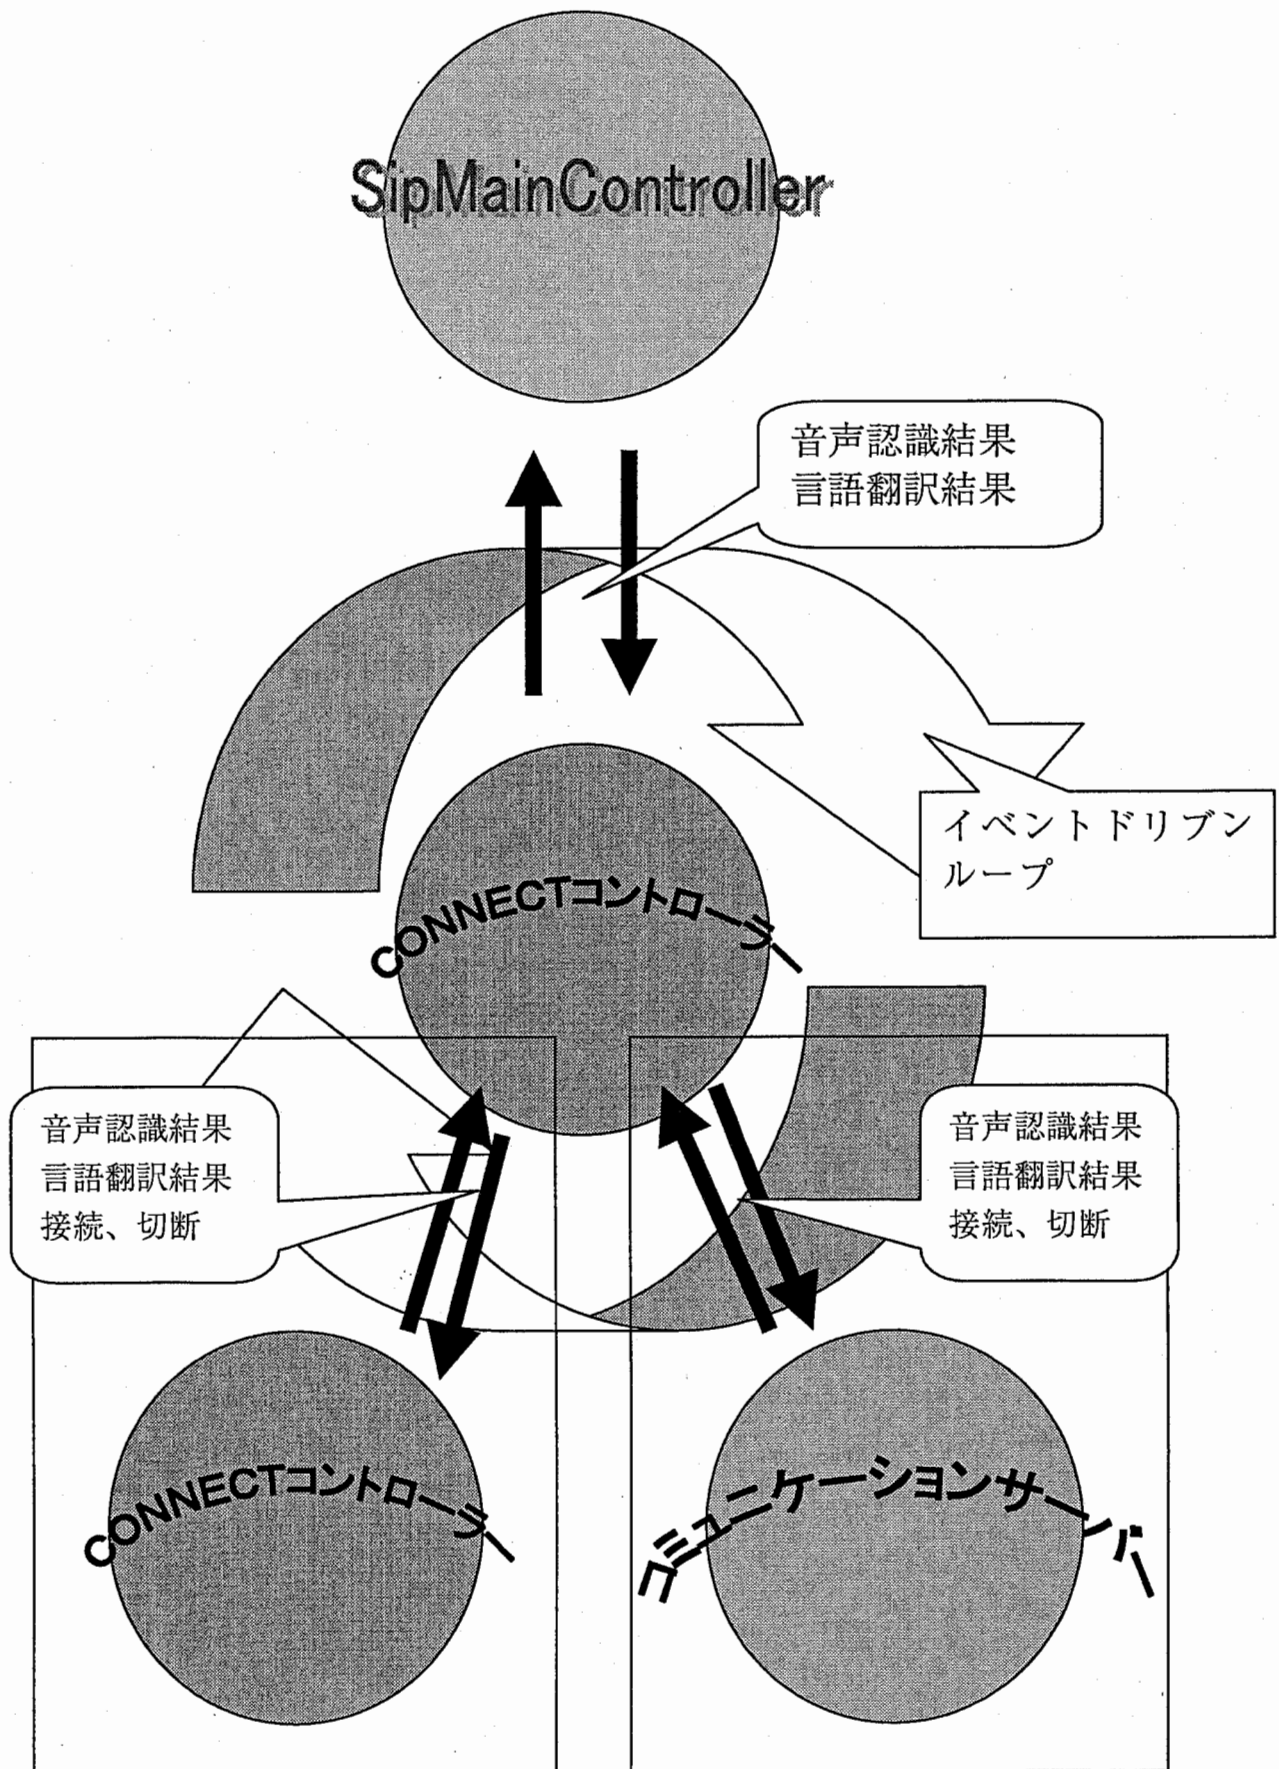 SipMainController
音声認識結果
言語翻訳結果
イベントドリブン
ループ
CONNECTコントローラー
音声認識結果
言語翻訳結果
接続、切断
音声認識結果
言語翻訳結果
接続、切断
CONNECTコントローラー
コミュニケーションサーバー